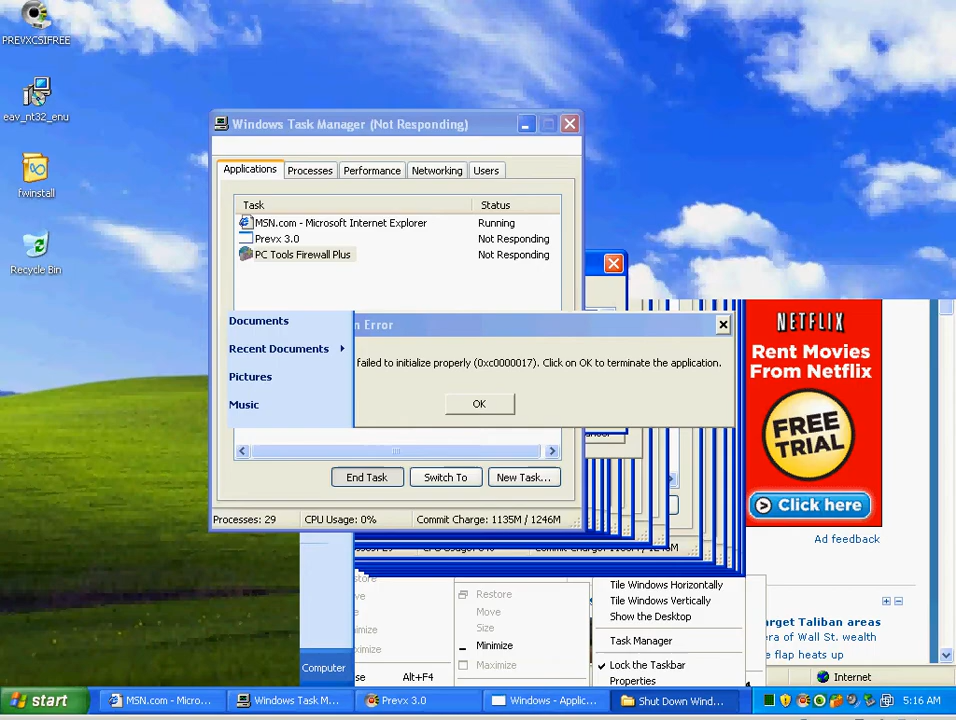 PREVXCSIFREE
eav_nt32_enu
fwinstall
Recycle Bin
Windows Task Manager (Not Responding)
Applications
Processes
Performance
Networking
Users
Task
Status
MSN.com - Microsoft Internet Explorer
Running
Prevx 3.0
Not Responding
PC Tools Firewall Plus
Not Responding
Documents
Recent Documents
Pictures
Music
Error
failed to initialize properly (0xc0000017). Click on OK to terminate the application.
OK
End Task
Switch To
New Task...
Processes: 29
CPU Usage: 0%
Commit Charge: 1135M / 1246M
NETFLIX
Rent Movies
From Netflix
FREE
TRIAL
Click here
Ad feedback
arget Taliban areas
era of Wall St. wealth
e flap heats up
Restore
Move
Size
Minimize
Maximize
Alt+F4
Tile Windows Horizontally
Tile Windows Vertically
Show the Desktop
Task Manager
Lock the Taskbar
Properties
Computer
Internet
start
MSN.com - Micro...
Windows Task M...
Prevx 3.0
Windows - Applic...
Shut Down Wind...
5:16 AM